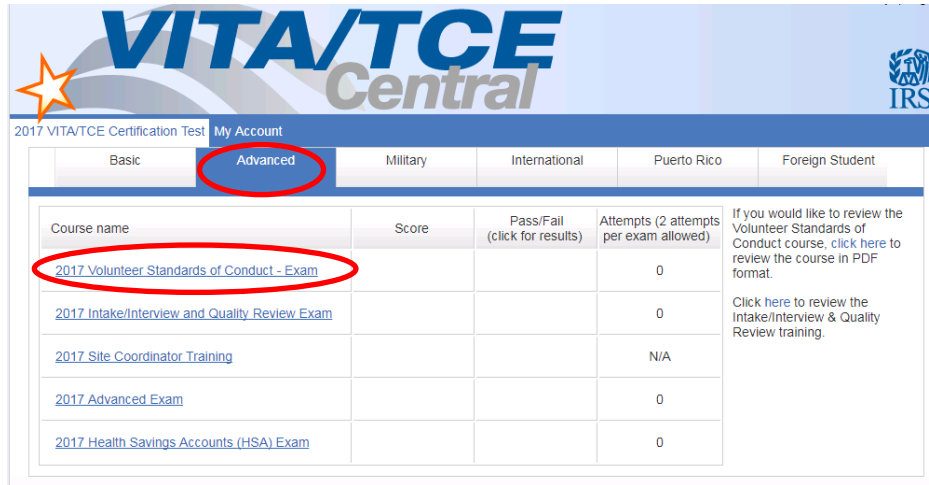 VITA/TCE
Central
IRS
2017 VITA/TCE Certification Test My Account
Basic Advanced Military International Puerto Rico Foreign Student
Course name Score Pass/Fail (click for results) Attempts (2 attempts per exam allowed)
2017 Volunteer Standards of Conduct - Exam 0
2017 Intake/Interview and Quality Review Exam 0
2017 Site Coordinator Training N/A
2017 Advanced Exam 0
2017 Health Savings Accounts (HSA) Exam 0
If you would like to review the
Volunteer Standards of
Conduct course, click here to
review the course in PDF
format.
Click here to review the
Intake/Interview & Quality
Review training.